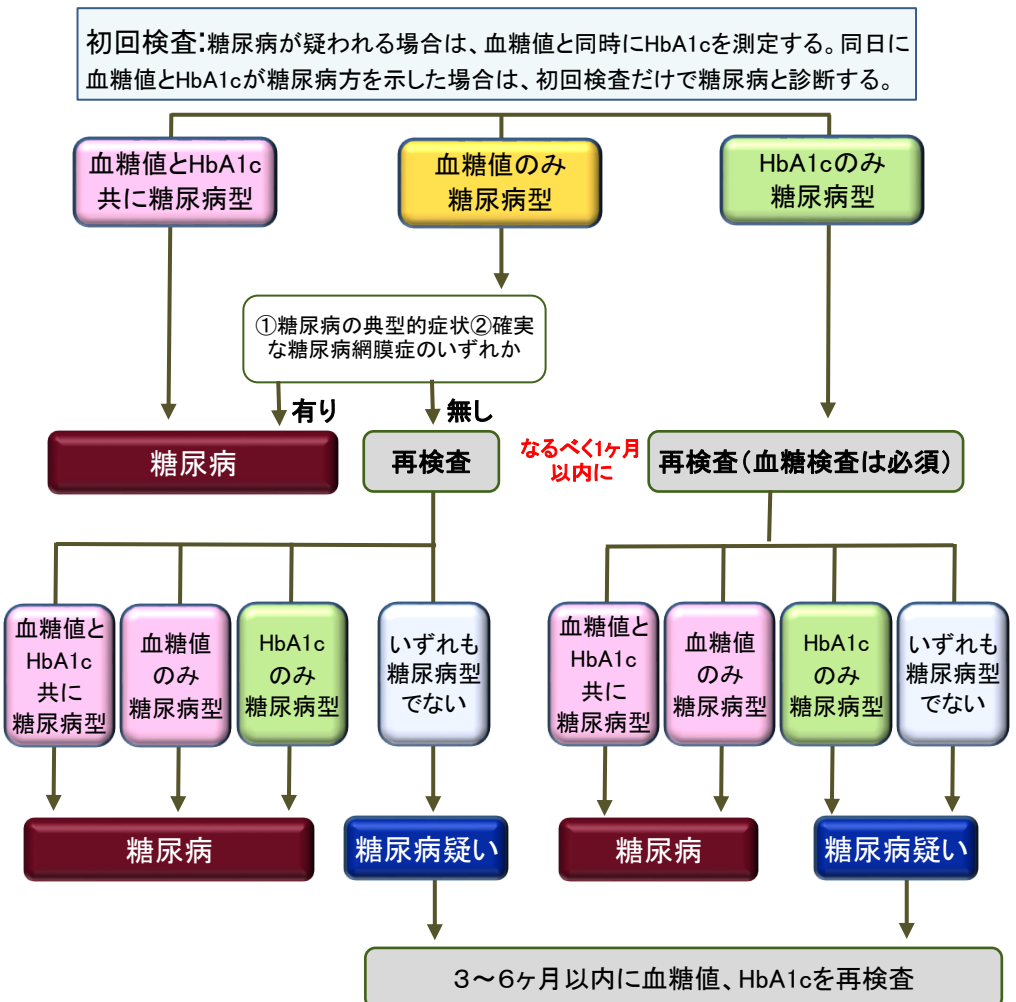 初回検査:糖尿病が疑われる場合は、血糖値と同時にHbA1cを測定する。同日に
血糖値とHbA1cが糖尿病方を示した場合は、初回検査だけで糖尿病と診断する。
血糖値とHbA1c
共に糖尿病型
血糖値のみ
糖尿病型
HbA1cのみ
糖尿病型
①糖尿病の典型的症状②確実
な糖尿病網膜症のいずれか
有り
無し
糖尿病
再検査
なるべく1ヶ月
以内に
再検査(血糖検査は必須)
血糖値と
HbA1c
共に
糖尿病型
血糖値
のみ
糖尿病型
HbA1c
のみ
糖尿病型
いずれも
糖尿病型
でない
血糖値と
HbA1c
共に
糖尿病型
血糖値
のみ
糖尿病型
HbA1c
のみ
糖尿病型
いずれも
糖尿病型
でない
糖尿病
糖尿病疑い
糖尿病
糖尿病疑い
3～6ヶ月以内に血糖値、HbA1cを再検査